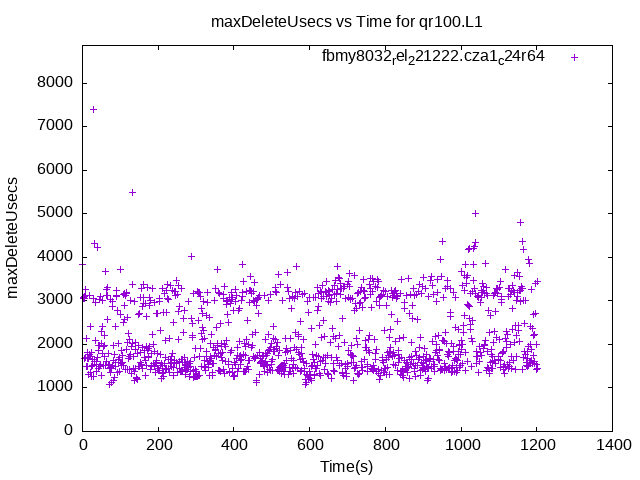 maxDeleteUsecs vs Time for qr100.L1
fbmy8032rel221222.cza1c24r64
8000
7000
6000
5000
4000
3000
2000
1000
0
maxDeleteUsecs
0 200 400 600 800 1000 1200 1400
Time(s)